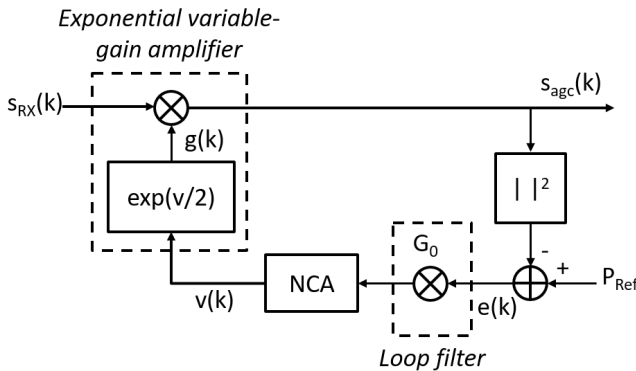 Exponential variable-
gain amplifier
s_RX(k)
s_agc(k)
g(k)
exp(v/2)
| |²
G₀
-
+
P_Ref
NCA
v(k)
e(k)
Loop filter